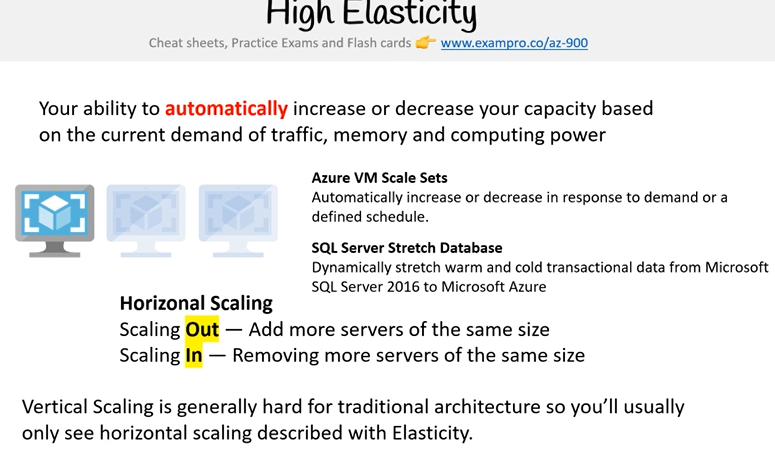 High Elasticity
Cheat sheets, Practice Exams and Flash cards 👉 www.exampro.co/az-900
Your ability to automatically increase or decrease your capacity based
on the current demand of traffic, memory and computing power
Azure VM Scale Sets
Automatically increase or decrease in response to demand or a
defined schedule.
SQL Server Stretch Database
Dynamically stretch warm and cold transactional data from Microsoft
SQL Server 2016 to Microsoft Azure
Horizonal Scaling
Scaling Out — Add more servers of the same size
Scaling In — Removing more servers of the same size
Vertical Scaling is generally hard for traditional architecture so you’ll usually
only see horizontal scaling described with Elasticity.